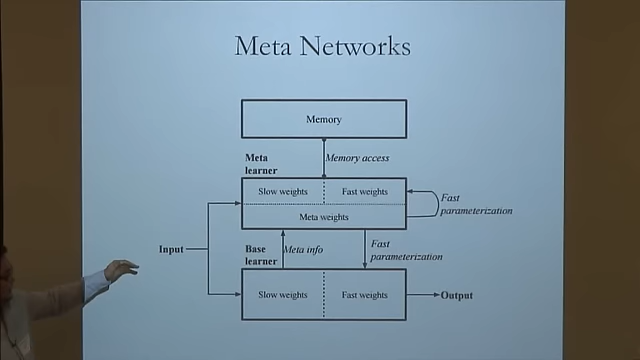 Meta Networks
Memory
Meta
learner
Memory access
Slow weights
Fast weights
Meta weights
Fast
parameterization
Input
Base
learner
Meta info
Fast
parameterization
Slow weights
Fast weights
Output